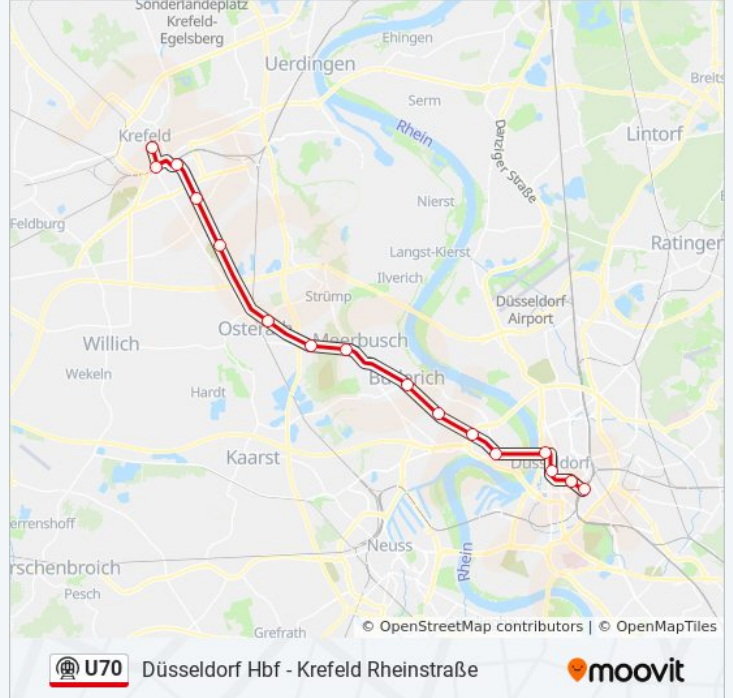 Sonderlandeplatz
Krefeld-
Egelsberg
Ehingen
Uerdingen
Breits
Serm
Krefeld
Rhein
Danziger Straße
Lintorf
Nierst
Feldburg
Langst-Kierst
Ratinger
Ilverich
Strümp
Düsseldorf
Airport
Osterath
Meerbusch
Willich
Wekeln
Büderich
Hardt
Kaarst
Düsseldorf
errenshoff
Neuss
rschenbroich
Rhein
Pesch
Grefrath
© OpenStreetMap contributors | © OpenMapTiles
U70 Düsseldorf Hbf - Krefeld Rheinstraße moovit